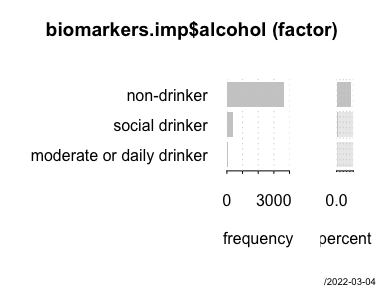 biomarkers.imp$alcohol (factor)
non-drinker
social drinker
moderate or daily drinker
0 3000 0.0
frequency percent
/2022-03-04